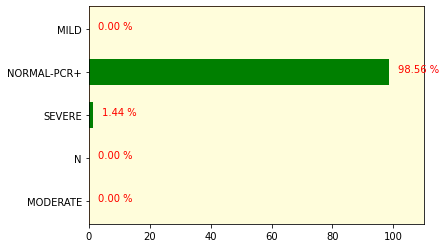 MILD 0.00 %
NORMAL-PCR+ 98.56 %
SEVERE 1.44 %
N 0.00 %
MODERATE 0.00 %
0 20 40 60 80 100